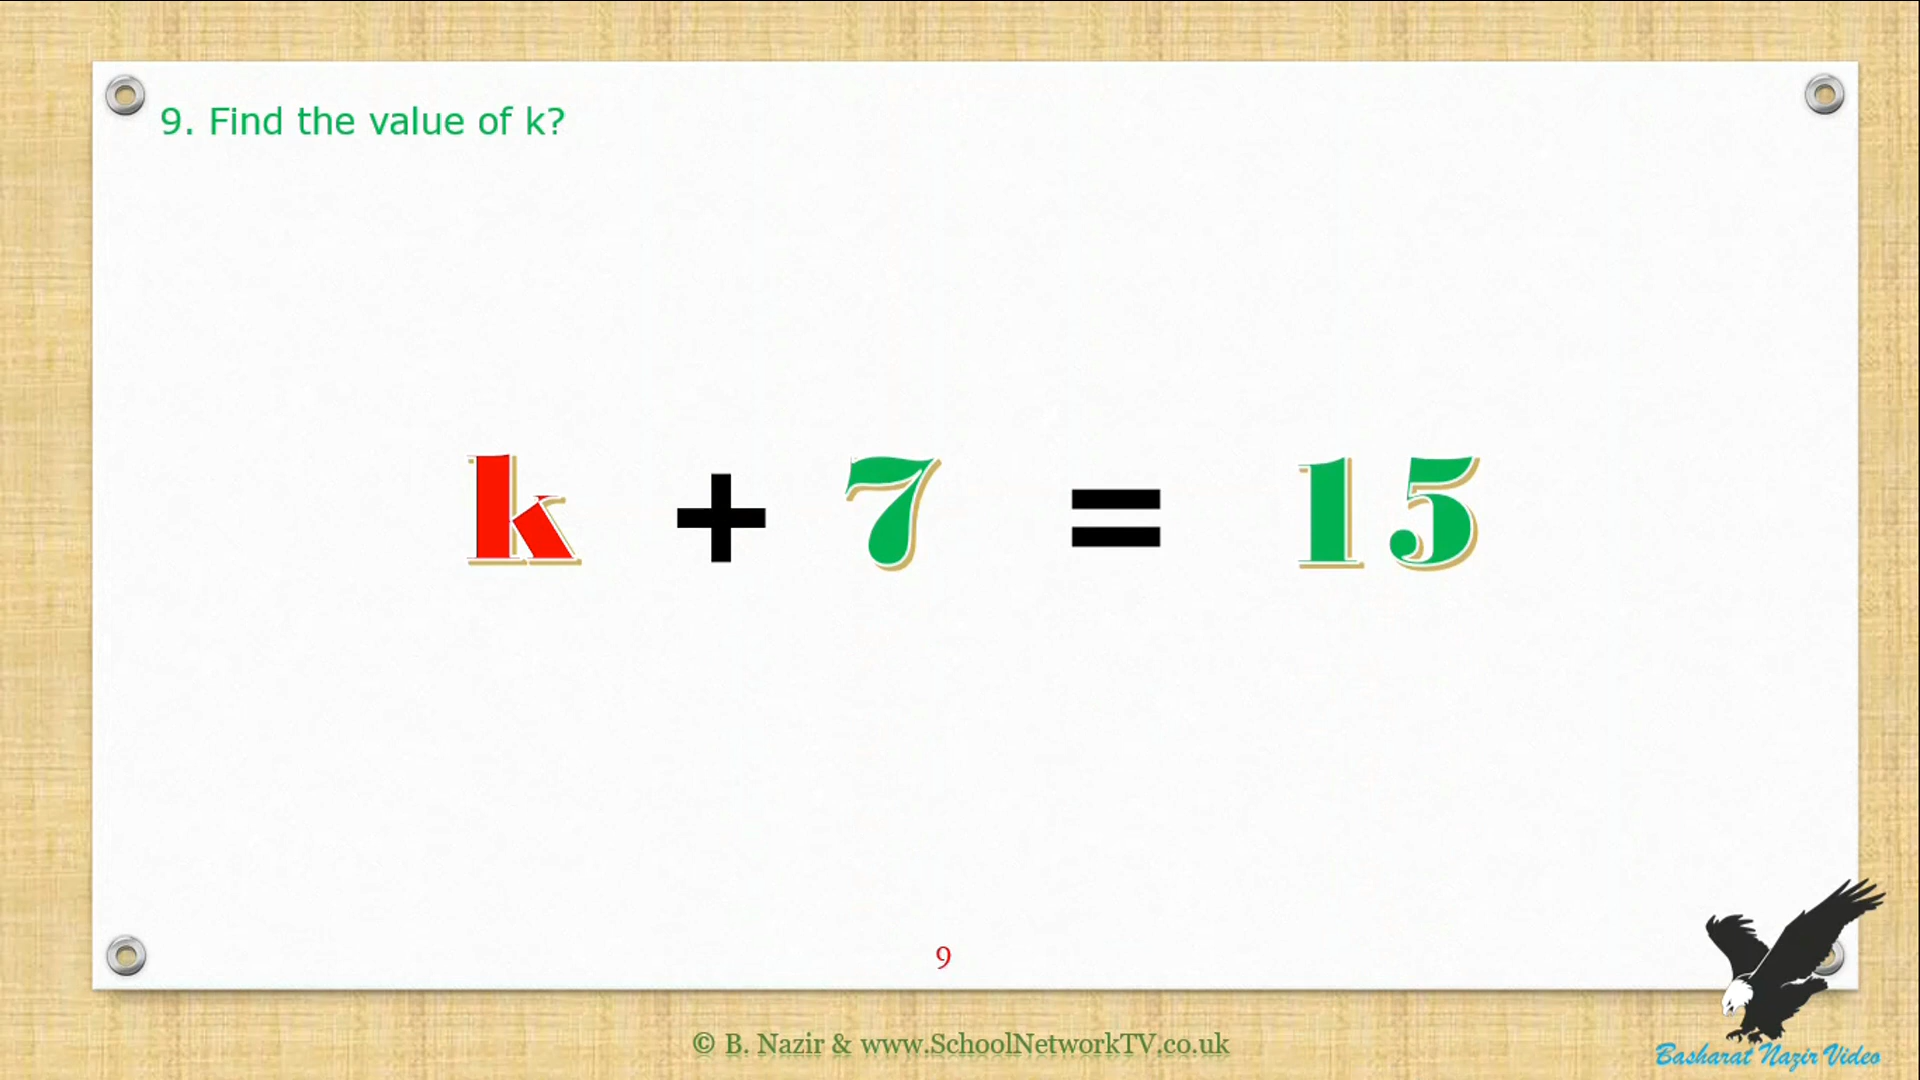 9. Find the value of k?
k + 7 = 15
9
© B. Nazir & www.SchoolNetworkTV.co.uk
Basharat Nazir Video